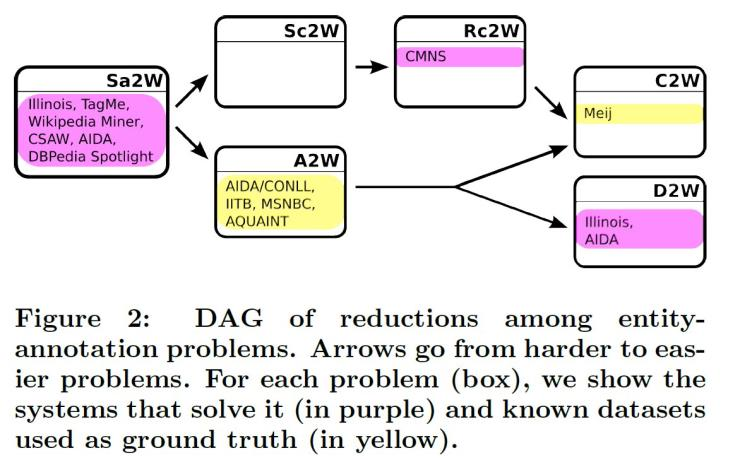 Sc2W
Rc2W
CMNS
Sa2W
Illinois, TagMe,
Wikipedia Miner,
CSAW, AIDA,
DBPedia Spotlight
C2W
Meij
A2W
AIDA/CONLL,
IITB, MSNBC,
AQUAINT
D2W
Illinois,
AIDA
Figure 2: DAG of reductions among entity-
annotation problems. Arrows go from harder to eas-
ier problems. For each problem (box), we show the
systems that solve it (in purple) and known datasets
used as ground truth (in yellow).